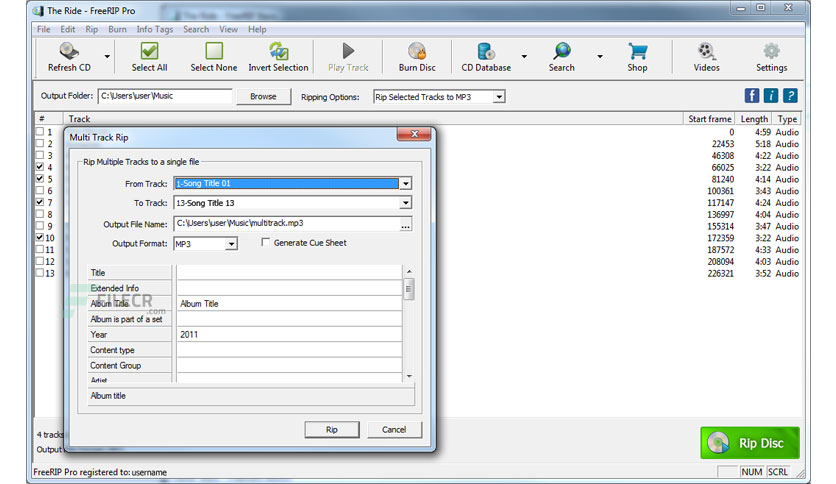 The Ride - FreeRIP Pro
File Edit Rip Burn Info Tags Search View Help
Refresh CD Select All Select None Invert Selection Play Track Burn Disc CD Database Search Shop Videos Settings
Output Folder: C:\Users\user\Music Browse Ripping Options: Rip Selected Tracks to MP3 f i ?
# Track Start frame Length Type
1 0 4:59 Audio
2 22453 5:18 Audio
3 46308 4:22 Audio
4 66025 3:22 Audio
5 81240 4:14 Audio
6 100361 3:43 Audio
7 117147 4:24 Audio
8 136997 4:04 Audio
9 155314 3:47 Audio
10 172359 3:22 Audio
11 187572 4:33 Audio
12 208094 4:03 Audio
13 226321 3:52 Audio
Multi Track Rip
Rip Multiple Tracks to a single file
From Track: 1-Song Title 01
To Track: 13-Song Title 13
Output File Name: C:\Users\user\Music\multitrack.mp3 ...
Output Format: MP3 Generate Cue Sheet
Title
Extended Info
Album Title Album Title
Album is part of a set
Year 2011
Content type
Content Group
Artist
Album title
Rip Cancel
FILECR
.com
4 tracks
Output
Rip Disc
FreeRIP Pro registered to: username
NUM SCRL